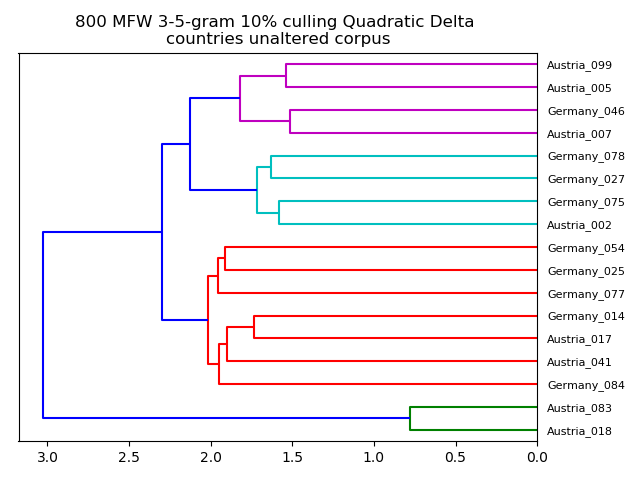 800 MFW 3-5-gram 10% culling Quadratic Delta
countries unaltered corpus
Austria_099
Austria_005
Germany_046
Austria_007
Germany_078
Germany_027
Germany_075
Austria_002
Germany_054
Germany_025
Germany_077
Germany_014
Austria_017
Austria_041
Germany_084
Austria_083
Austria_018
3.0 2.5 2.0 1.5 1.0 0.5 0.0